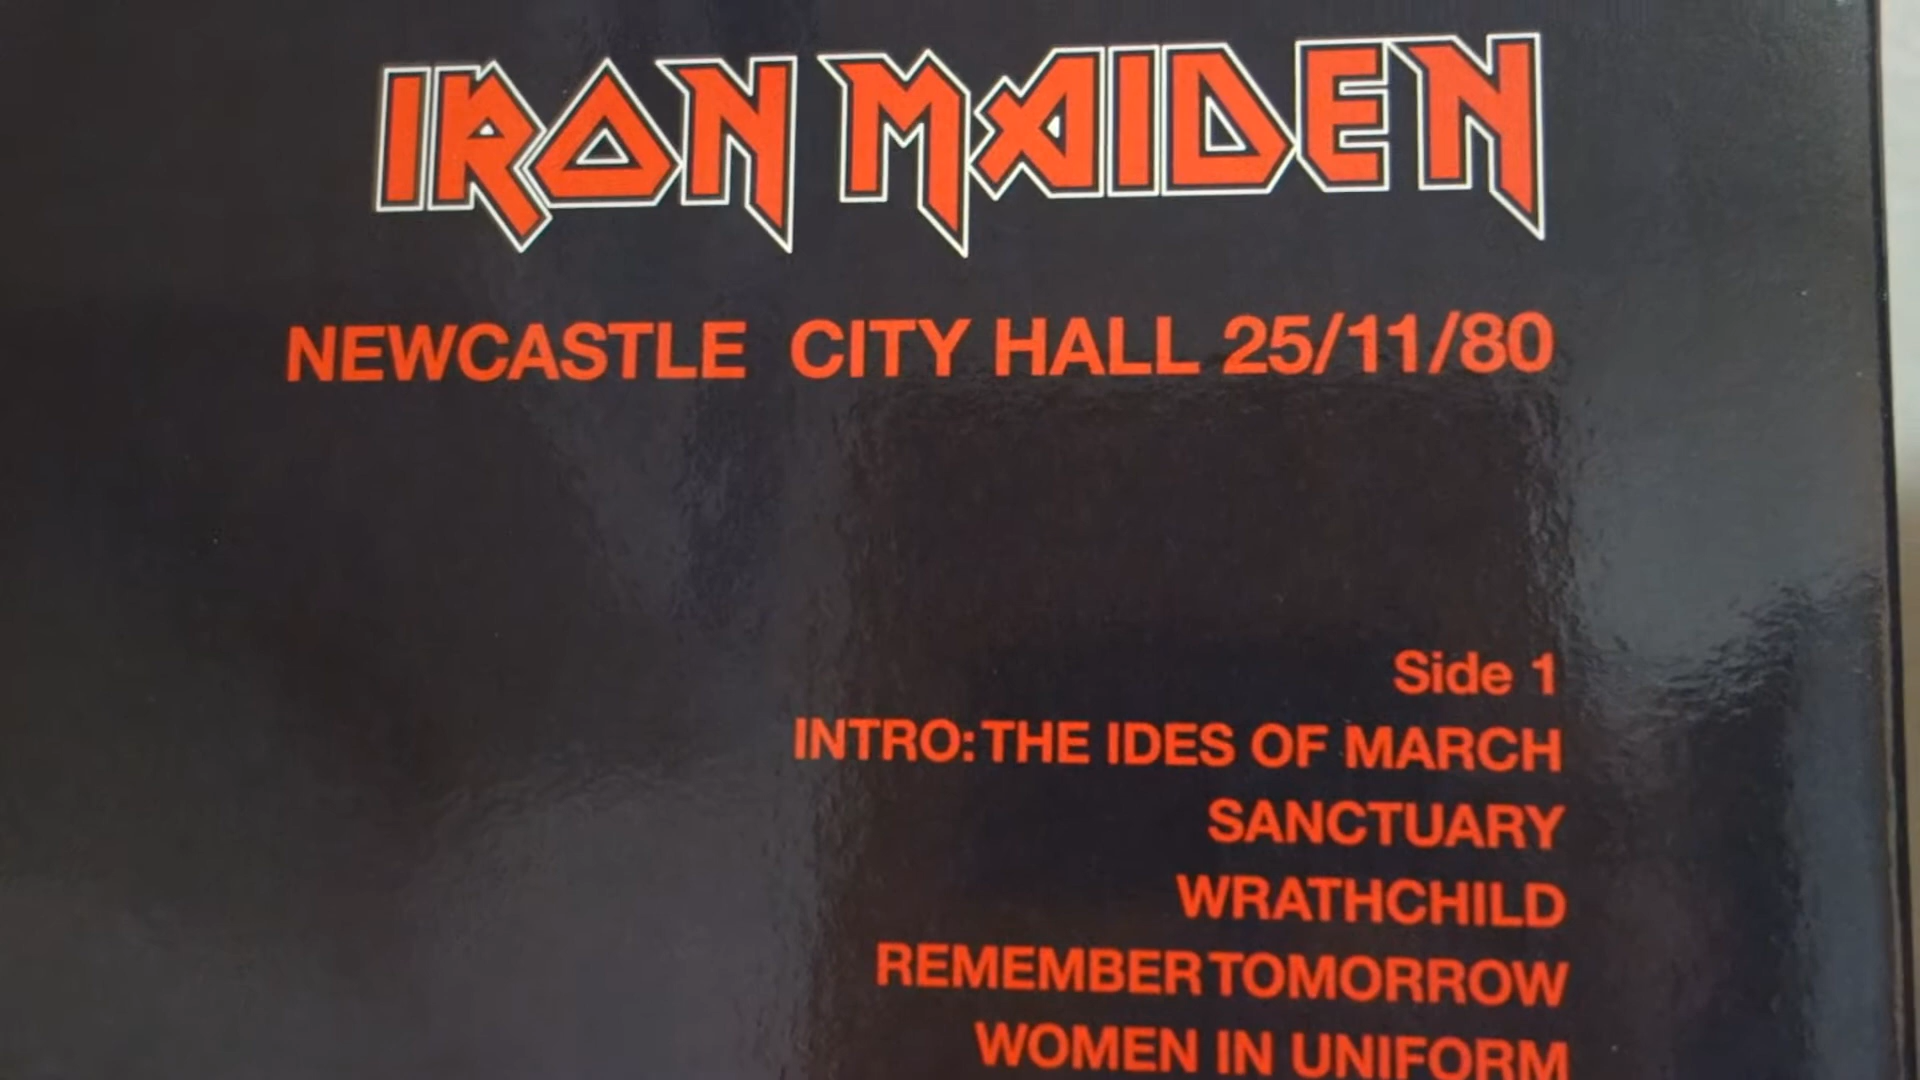 IRON MAIDEN
NEWCASTLE CITY HALL 25/11/80
Side 1
INTRO: THE IDES OF MARCH
SANCTUARY
WRATHCHILD
REMEMBER TOMORROW
WOMEN IN UNIFORM